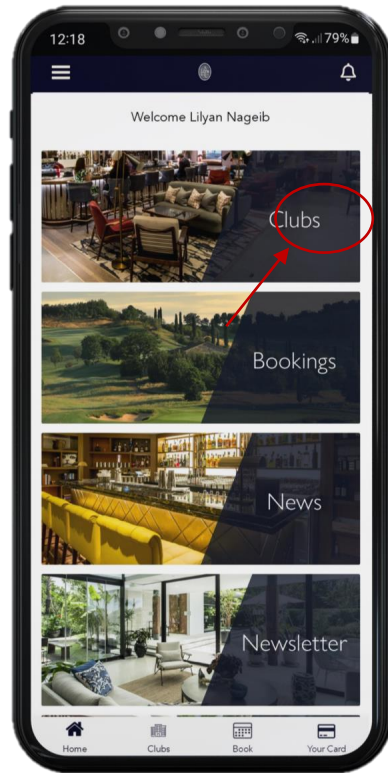 12:18
79%
Welcome Lilyan Nageib
Clubs
Bookings
News
Newsletter
Home
Clubs
Book
Your Card